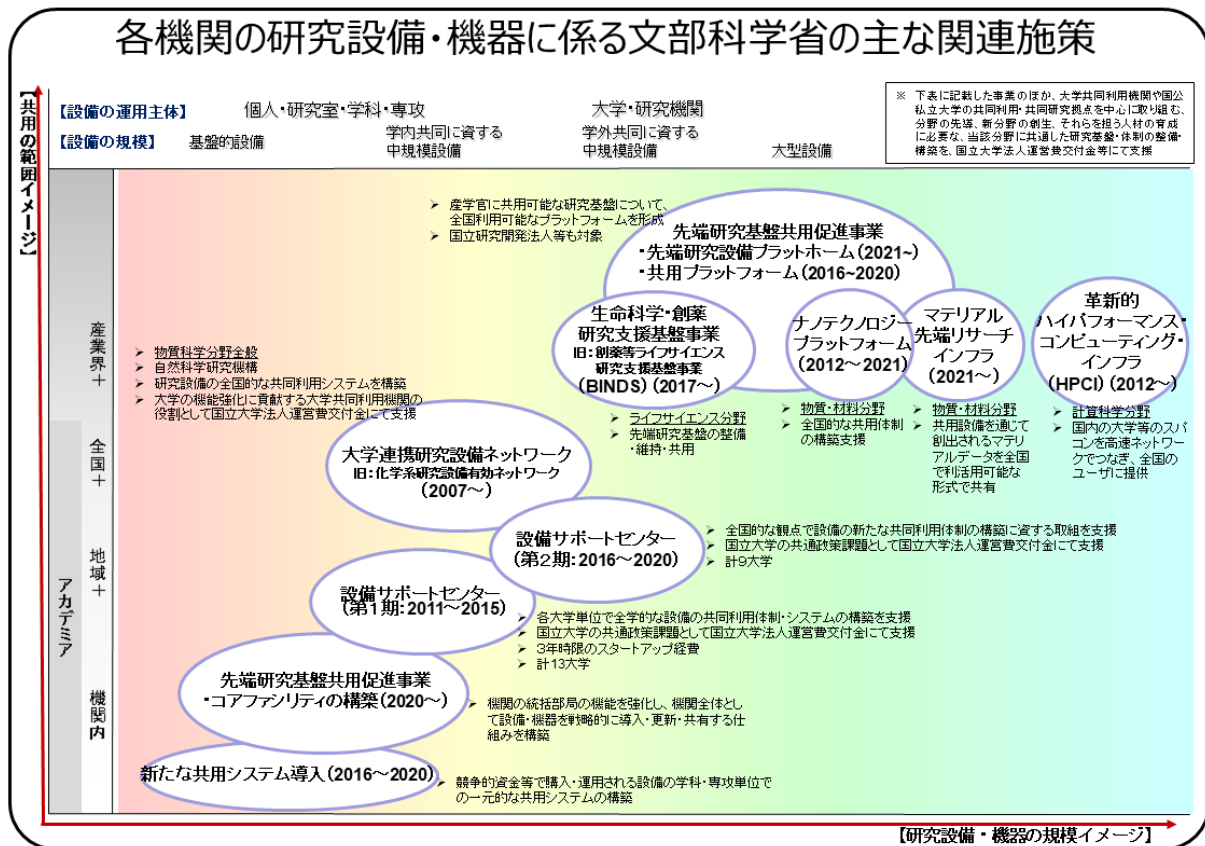 各機関の研究設備・機器に係る文部科学省の主な関連施策
【共用の範囲イメージ】
【設備の運用主体】
個人・研究室・学科・専攻
大学・研究機関
【設備の規模】
基盤的設備
学内共同に資する
中規模設備
学外共同に資する
中規模設備
大型設備
※ 下表に記載した事業のほか、大学共同利用機関や国公
私立大学の共同利用・共同研究拠点を中心に取り組む、
分野の先導、新分野の創生、それらを担う人材の育成
に必要な、当該分野に共通した研究基盤・体制の整備・
構築を、国立大学法人運営費交付金等にて支援
産業界+
全国+
地域+
機関内
アカデミア
➢ 産学官に共用可能な研究基盤について、
全国利用可能なプラットフォームを形成
➢ 国立研究開発法人等も対象
先端研究基盤共用促進事業
・先端研究設備プラットホーム(2021~)
・共用プラットフォーム(2016~2020)
生命科学・創薬
研究支援基盤事業
旧:創薬等ライフサイエンス
研究支援基盤事業
(BINDS)(2017～)
ナノテクノロジー
プラットフォーム
(2012～2021)
マテリアル
先端リサーチ
インフラ
(2021～)
革新的
ハイパフォーマンス・
コンピューティング・
インフラ
(HPCI)(2012～)
➢ 物質科学分野全般
➢ 自然科学研究機構
➢ 研究設備の全国的な共同利用システムを構築
➢ 大学の機能強化に貢献する大学共同利用機関の
役割として国立大学法人運営費交付金にて支援
➢ ライフサイエンス分野
➢ 先端研究基盤の整備
・維持・共用
➢ 物質・材料分野
➢ 全国的な共用体制
の構築支援
➢ 物質・材料分野
➢ 共用設備を通じて
創出されるマテリ
アルデータを全国
で利活用可能な
形式で共有
➢ 計算科学分野
➢ 国内の大学等のスパ
コンを高速ネットワー
クでつなぎ、全国の
ユーザに提供
大学連携研究設備ネットワーク
旧:化学系研究設備有効ネットワーク
(2007～)
設備サポートセンター
(第2期:2016～2020)
➢ 全国的な観点で設備の新たな共同利用体制の構築に資する取組を支援
➢ 国立大学の共通政策課題として国立大学法人運営費交付金にて支援
➢ 計9大学
設備サポートセンター
(第1期:2011～2015)
➢ 各大学単位で全学的な設備の共同利用体制・システムの構築を支援
➢ 国立大学の共通政策課題として国立大学法人運営費交付金にて支援
➢ 3年時限のスタートアップ経費
➢ 計13大学
先端研究基盤共用促進事業
・コアファシリティの構築(2020～)
➢ 機関の統括部局の機能を強化し、機関全体とし
て設備・機器を戦略的に導入・更新・共有する仕
組みを構築
新たな共用システム導入(2016～2020)
➢ 競争的資金等で購入・運用される設備の学科・専攻単位で
の一元的な共用システムの構築
【研究設備・機器の規模イメージ】